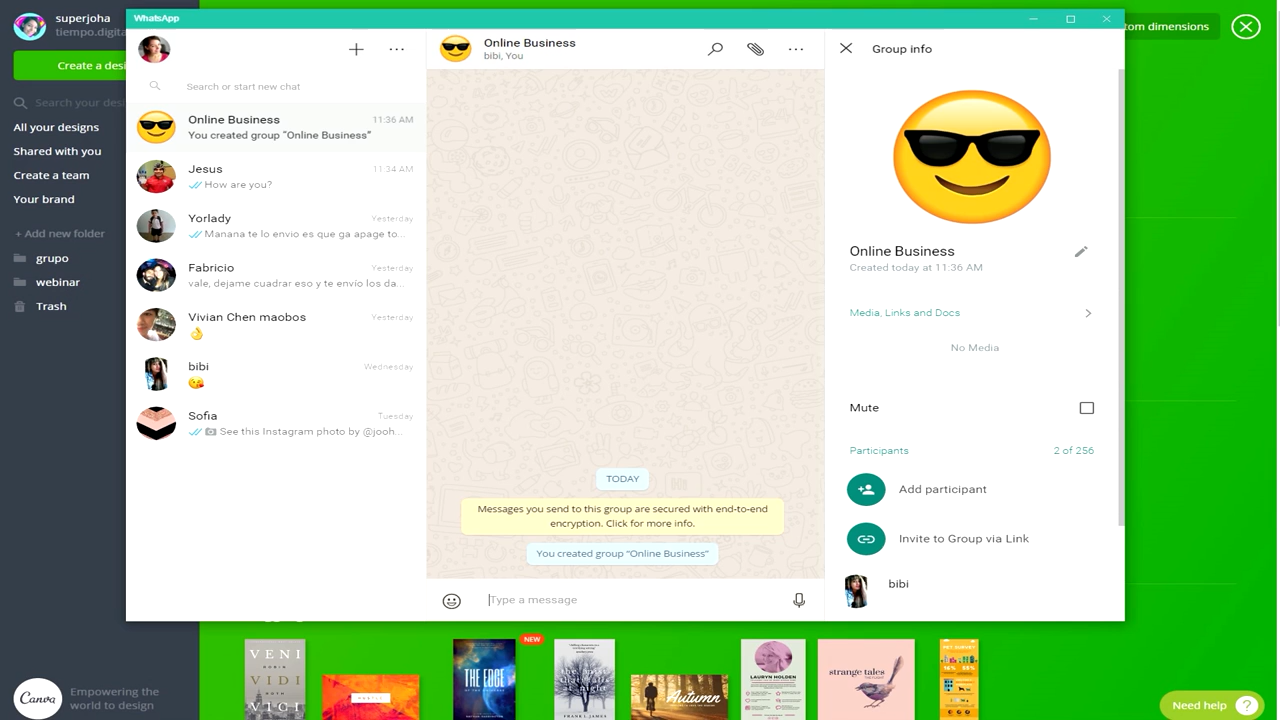 superjoha
tiempo.digita
Create a desi
Search your desi
All your designs
Shared with you
Create a team
Your brand
+ Add new folder
grupo
webinar
Trash
Canva
Empowering the
world to design
WhatsApp
Search or start new chat
Online Business
11:36 AM
You created group "Online Business"
Jesus
11:34 AM
How are you?
Yorlady
Yesterday
Manana te lo envio es que ga apage to...
Fabricio
Yesterday
vale, dejame cuadrar eso y te envío los da...
Vivian Chen maobos
Yesterday
bibi
Wednesday
Sofia
Tuesday
See this Instagram photo by @jooh...
Online Business
bibi, You
TODAY
Messages you send to this group are secured with end-to-end
encryption. Click for more info.
You created group "Online Business"
Type a message
Group info
Online Business
Created today at 11:36 AM
Media, Links and Docs
No Media
Mute
Participants
2 of 256
Add participant
Invite to Group via Link
bibi
tom dimensions
VENI
NEW
THE EDGE
FRANK L JAMES
Autumn
LAURYN HOLDEN
strange tales
PET SURVEY
Need help ?